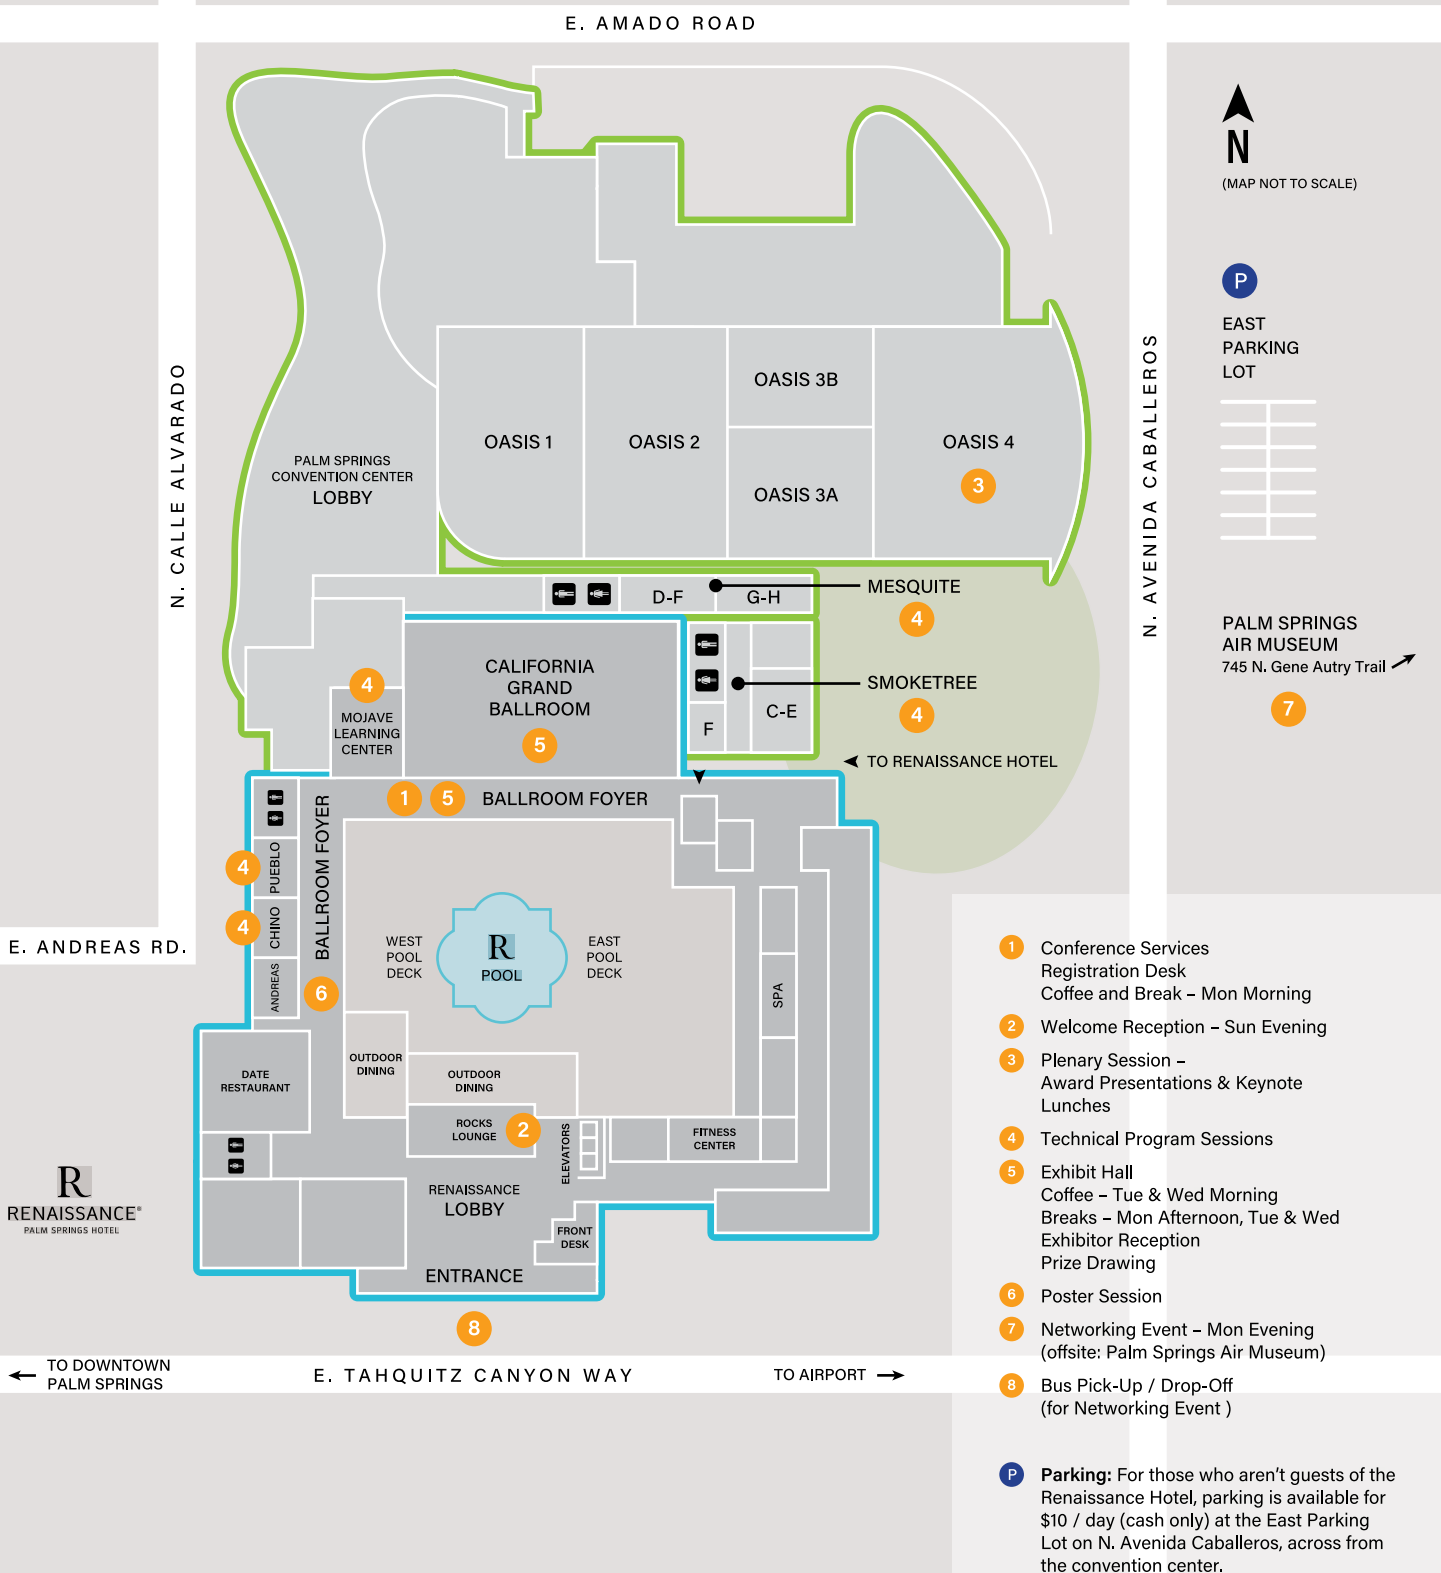 E. AMADO ROAD
N
(MAP NOT TO SCALE)
P
EAST
PARKING
LOT
N. CALLE ALVARADO
N. AVENIDA CABALLEROS
OASIS 1
OASIS 2
OASIS 3B
OASIS 3A
OASIS 4
3
PALM SPRINGS
CONVENTION CENTER
LOBBY
D-F
G-H
MESQUITE
4
SMOKETREE
4
C-E
F
TO RENAISSANCE HOTEL
PALM SPRINGS
AIR MUSEUM
745 N. Gene Autry Trail
7
CALIFORNIA
GRAND
BALLROOM
5
4
MOJAVE
LEARNING
CENTER
1
5
BALLROOM FOYER
BALLROOM FOYER
4
PUEBLO
4
CHINO
ANDREAS
6
E. ANDREAS RD.
WEST
POOL
DECK
R
POOL
EAST
POOL
DECK
SPA
OUTDOOR
DINING
OUTDOOR
DINING
DATE
RESTAURANT
ROCKS
LOUNGE
2
ELEVATORS
FITNESS
CENTER
RENAISSANCE
LOBBY
FRONT
DESK
ENTRANCE
8
R
RENAISSANCE®
PALM SPRINGS HOTEL
TO DOWNTOWN
PALM SPRINGS
E. TAHQUITZ CANYON WAY
TO AIRPORT
1 Conference Services
Registration Desk
Coffee and Break – Mon Morning
2 Welcome Reception – Sun Evening
3 Plenary Session –
Award Presentations & Keynote
Lunches
4 Technical Program Sessions
5 Exhibit Hall
Coffee – Tue & Wed Morning
Breaks – Mon Afternoon, Tue & Wed
Exhibitor Reception
Prize Drawing
6 Poster Session
7 Networking Event – Mon Evening
(offsite: Palm Springs Air Museum)
8 Bus Pick-Up / Drop-Off
(for Networking Event )
P Parking: For those who aren't guests of the
Renaissance Hotel, parking is available for
$10 / day (cash only) at the East Parking
Lot on N. Avenida Caballeros, across from
the convention center.